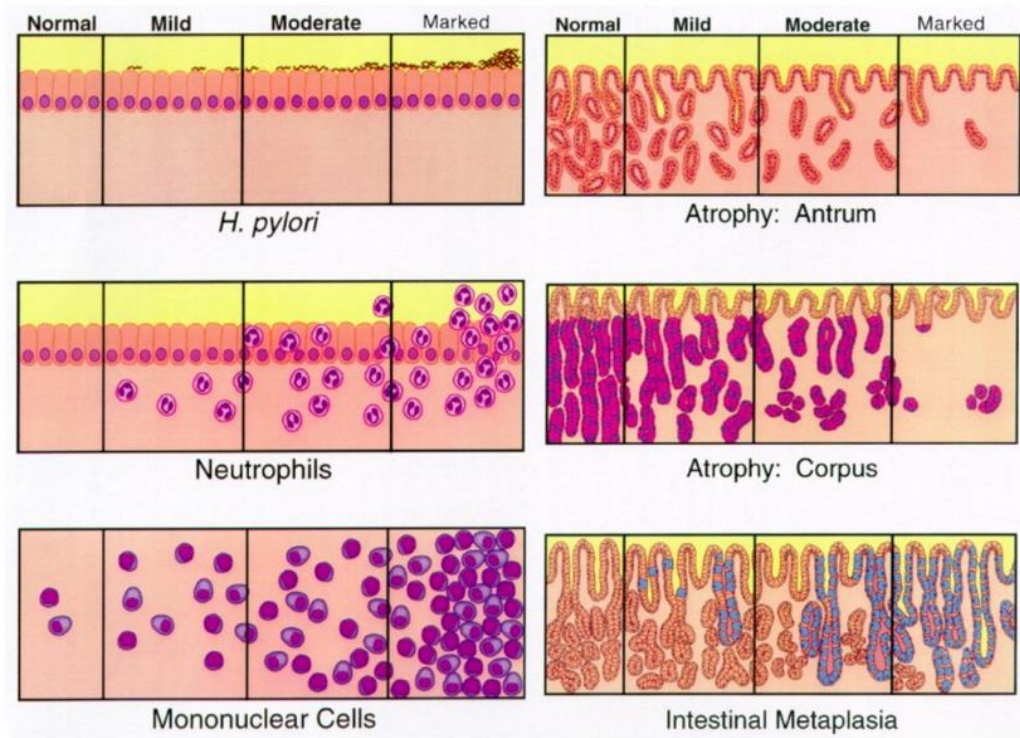 Normal Mild Moderate Marked
H. pylori
Neutrophils
Mononuclear Cells
Normal Mild Moderate Marked
Atrophy: Antrum
Atrophy: Corpus
Intestinal Metaplasia